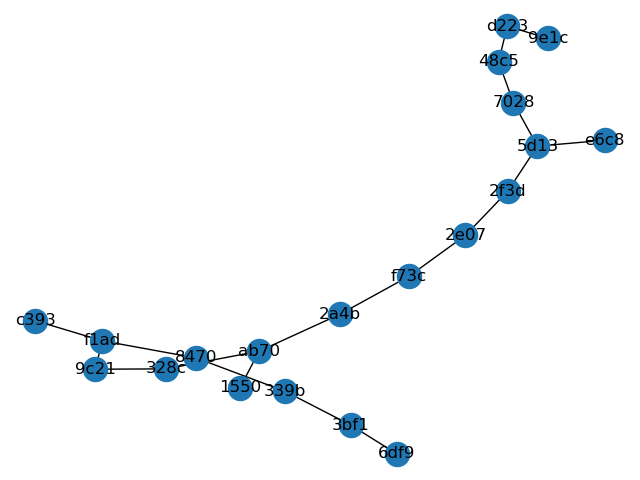 d223
9e1c
48c5
7028
5d13
e6c8
2f3d
2e07
f73c
2a4b
c393
f1ad
ab70
8470
328c
9c21
1550
339b
3bf1
6df9